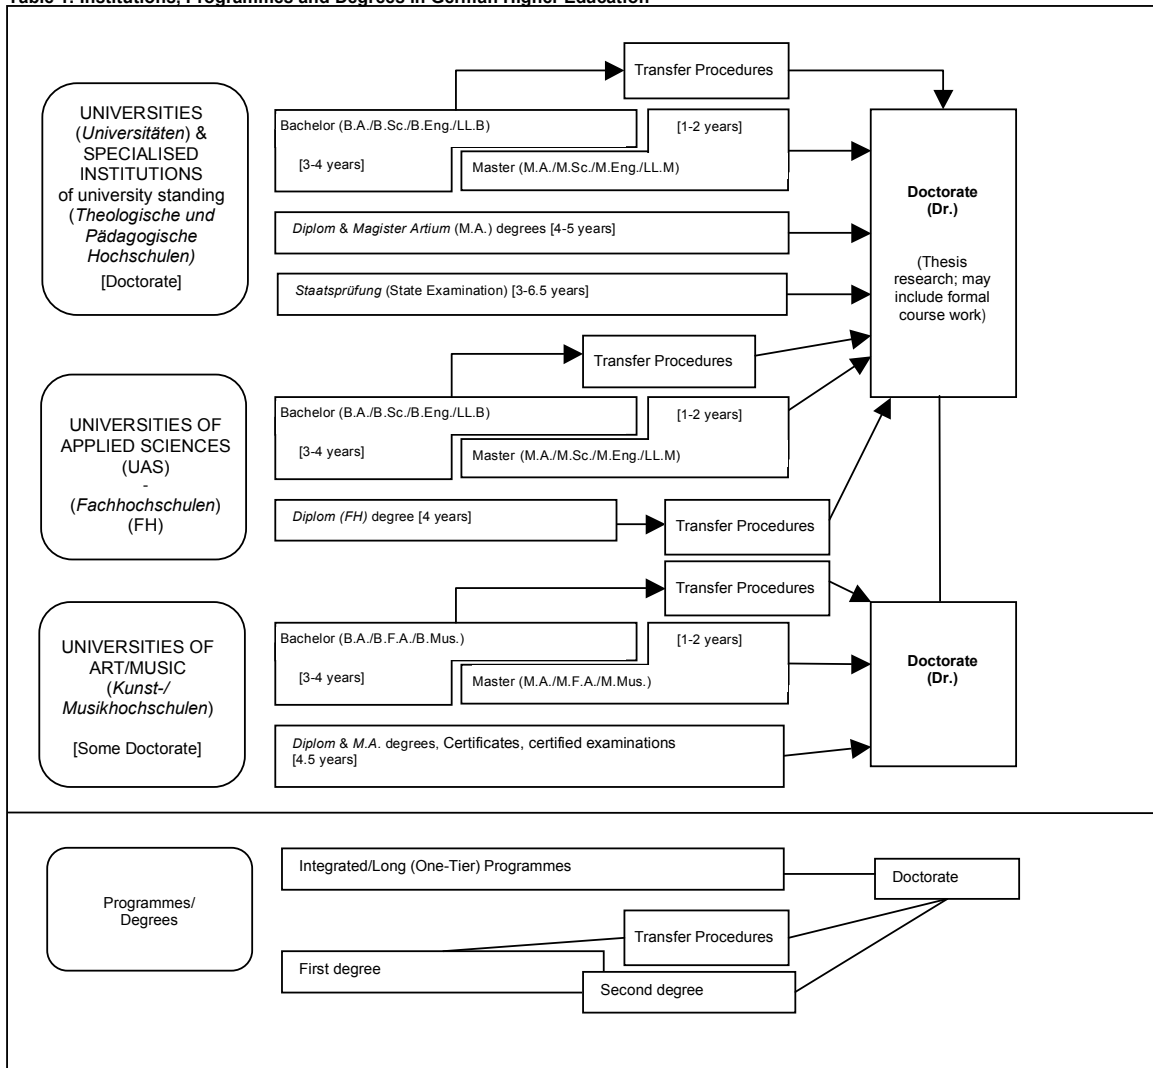 Table 1: Institutions, Programmes and Degrees in German Higher Education
Transfer Procedures
UNIVERSITIES
(Universitäten) &
SPECIALISED
INSTITUTIONS
of university standing
(Theologische und
Pädagogische
Hochschulen)
[Doctorate]
Bachelor (B.A./B.Sc./B.Eng./LL.B)
[3-4 years]
[1-2 years]
Master (M.A./M.Sc./M.Eng./LL.M)
Diplom & Magister Artium (M.A.) degrees [4-5 years]
Staatsprüfung (State Examination) [3-6.5 years]
Doctorate
(Dr.)
(Thesis
research; may
include formal
course work)
Transfer Procedures
UNIVERSITIES OF
APPLIED SCIENCES
(UAS)
-
(Fachhochschulen)
(FH)
Bachelor (B.A./B.Sc./B.Eng./LL.B)
[3-4 years]
[1-2 years]
Master (M.A./M.Sc./M.Eng./LL.M)
Diplom (FH) degree [4 years]
Transfer Procedures
Transfer Procedures
UNIVERSITIES OF
ART/MUSIC
(Kunst-/
Musikhochschulen)
[Some Doctorate]
Bachelor (B.A./B.F.A./B.Mus.)
[3-4 years]
[1-2 years]
Master (M.A./M.F.A./M.Mus.)
Diplom & M.A. degrees, Certificates, certified examinations
[4.5 years]
Doctorate
(Dr.)
Programmes/
Degrees
Integrated/Long (One-Tier) Programmes
Doctorate
Transfer Procedures
First degree
Second degree